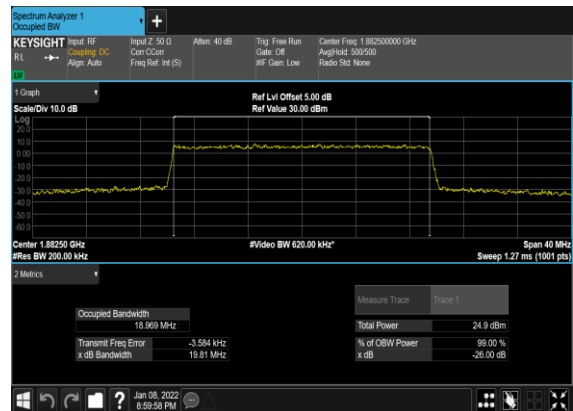 Spectrum Analyzer 1
Occupied BW
KEYSIGHT Input: RF Input Z: 50 Ω Atten: 40 dB Trig: Free Run Center Freq: 1.882500000 GHz
RL Coupling: DC Corr CCorr Gate: Off Avg|Hold: 500/500
Align: Auto Freq Ref: Int (S) #IF Gain: Low Radio Std: None
1 Graph
Ref Lvl Offset 5.00 dB
Scale/Div 10.0 dB Ref Value 30.00 dBm
Log
20.0
10.0
0.00
-10.0
-20.0
-30.0
-40.0
-50.0
-60.0
Center 1.88250 GHz #Video BW 620.00 kHz* Span 40 MHz
#Res BW 200.00 kHz Sweep 1.27 ms (1001 pts)
2 Metrics
Measure Trace Trace 1
Occupied Bandwidth
18.969 MHz Total Power 24.9 dBm
Transmit Freq Error -3.584 kHz % of OBW Power 99.00 %
x dB Bandwidth 19.81 MHz x dB -26.00 dB
? Jan 08, 2022
8:59:58 PM